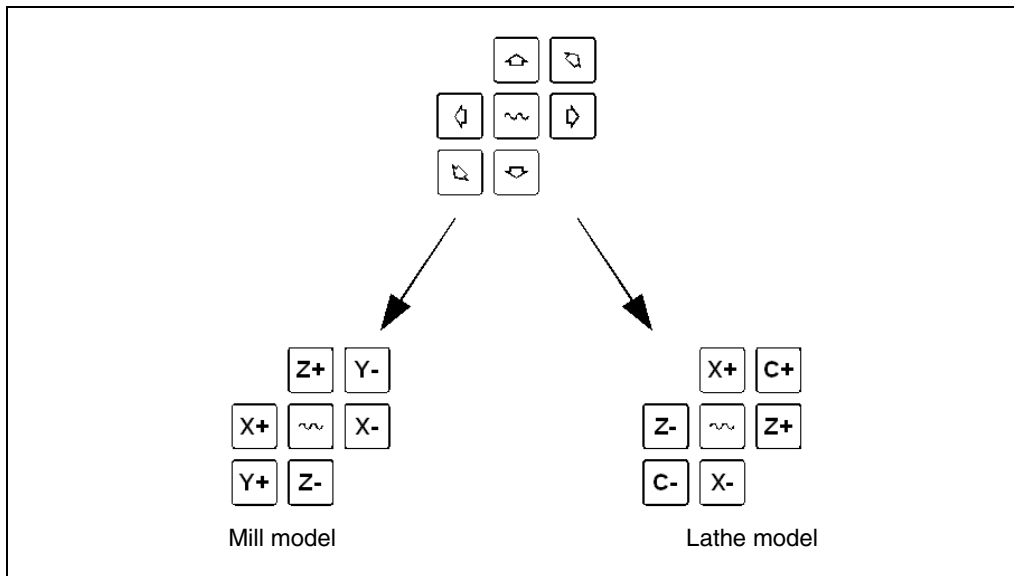 Z+ Y-
X+ X-
Y+ Z-
Mill model
X+ C+
Z- Z+
C- X-
Lathe model